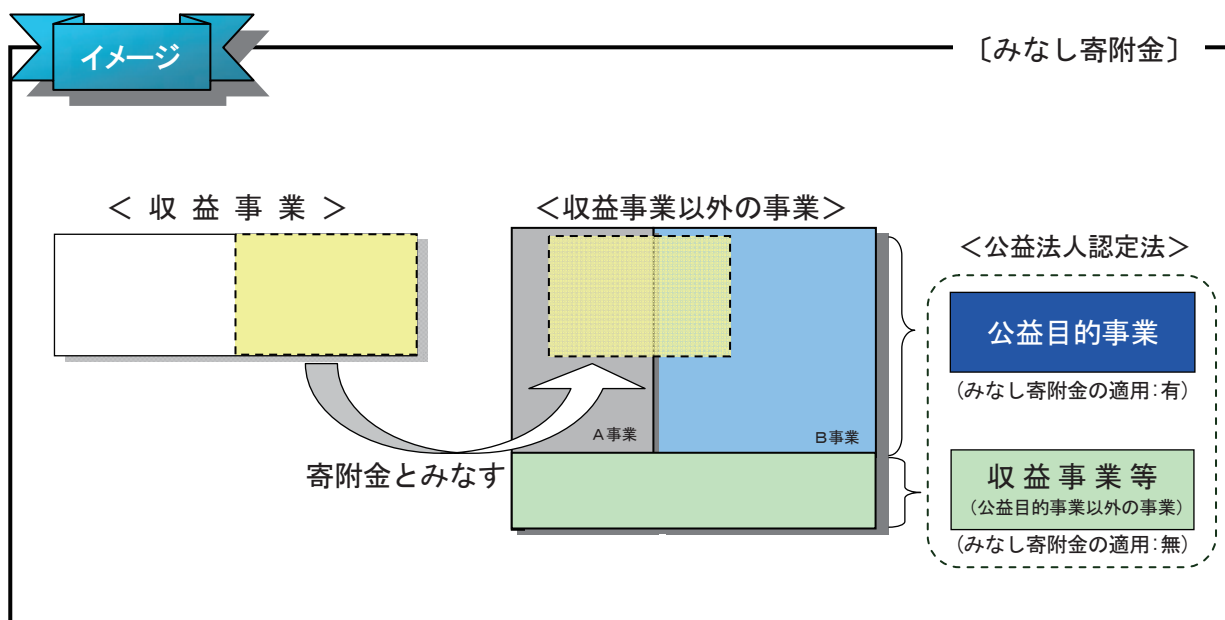 イメージ
〔みなし寄附金〕
＜ 収 益 事 業 ＞
＜収益事業以外の事業＞
＜公益法人認定法＞
公益目的事業
(みなし寄附金の適用：有)
A事業
B事業
寄附金とみなす
収 益 事 業 等
(公益目的事業以外の事業)
(みなし寄附金の適用：無)